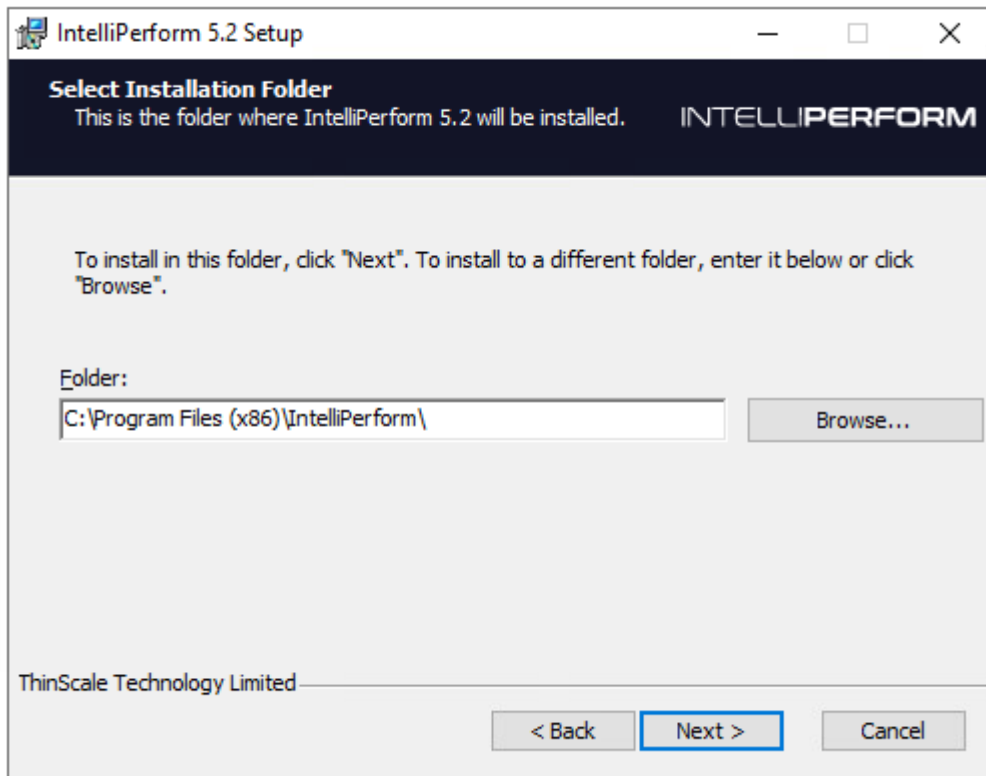 IntelliPerform 5.2 Setup
Select Installation Folder
This is the folder where IntelliPerform 5.2 will be installed.
INTELLIPERFORM
To install in this folder, click "Next". To install to a different folder, enter it below or click
"Browse".
Folder:
C:\Program Files (x86)\IntelliPerform\
Browse...
ThinScale Technology Limited
< Back
Next >
Cancel